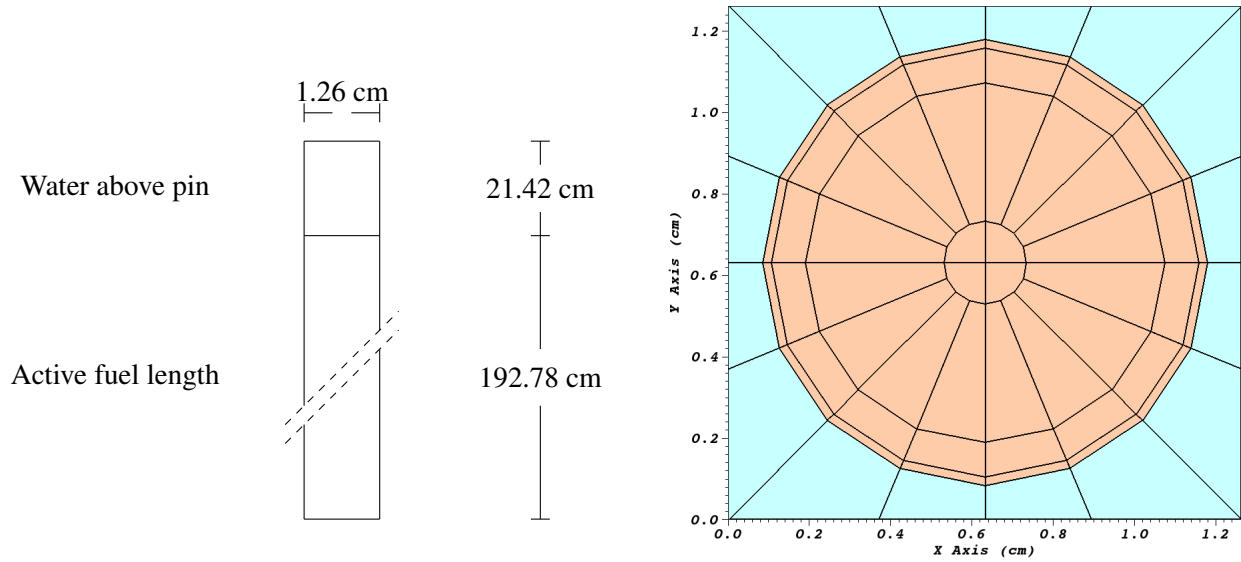 1.26 cm
Water above pin
21.42 cm
Active fuel length
192.78 cm
Y Axis (cm)
1.2
1.0
0.8
0.6
0.4
0.2
0.0
0.0 0.2 0.4 0.6 0.8 1.0 1.2
X Axis (cm)